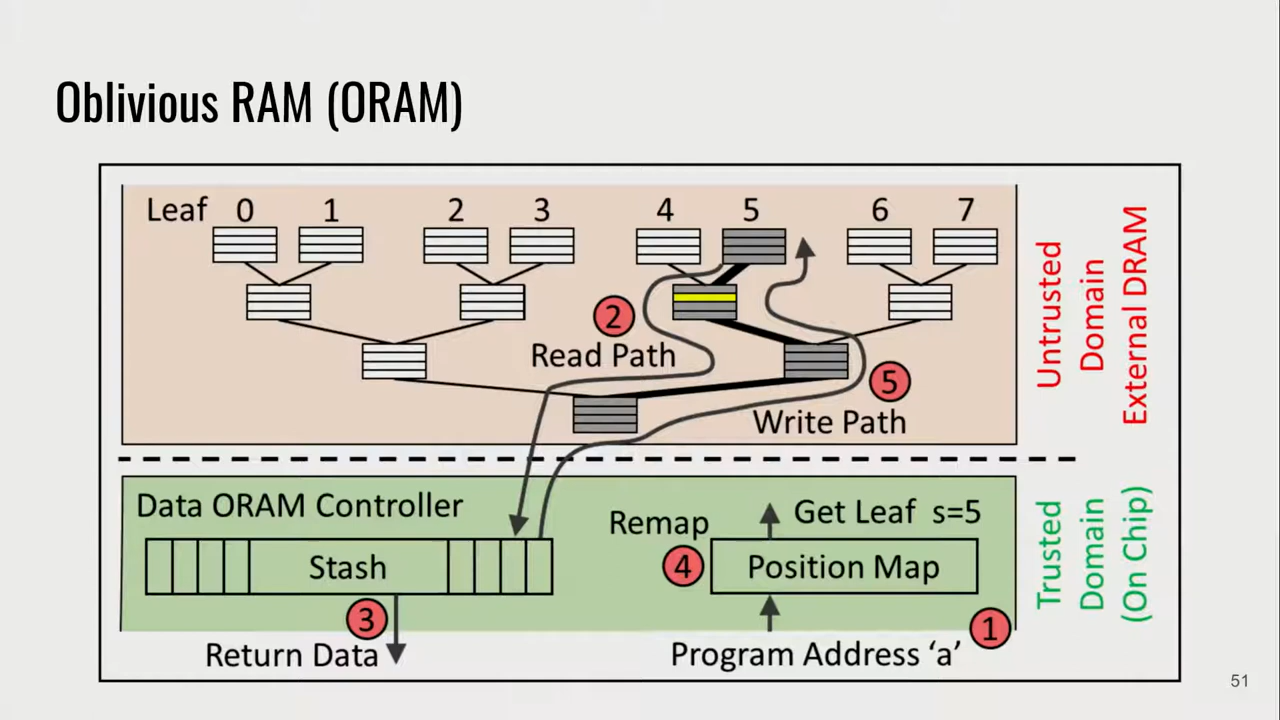 Oblivious RAM (ORAM)
Leaf 0 1 2 3 4 5 6 7
2
Read Path
5
Write Path
Untrusted
Domain
External DRAM
Data ORAM Controller
Get Leaf s=5
Remap
4
Stash
Position Map
3
Return Data
1
Program Address ‘a’
Trusted
Domain
(On Chip)
51